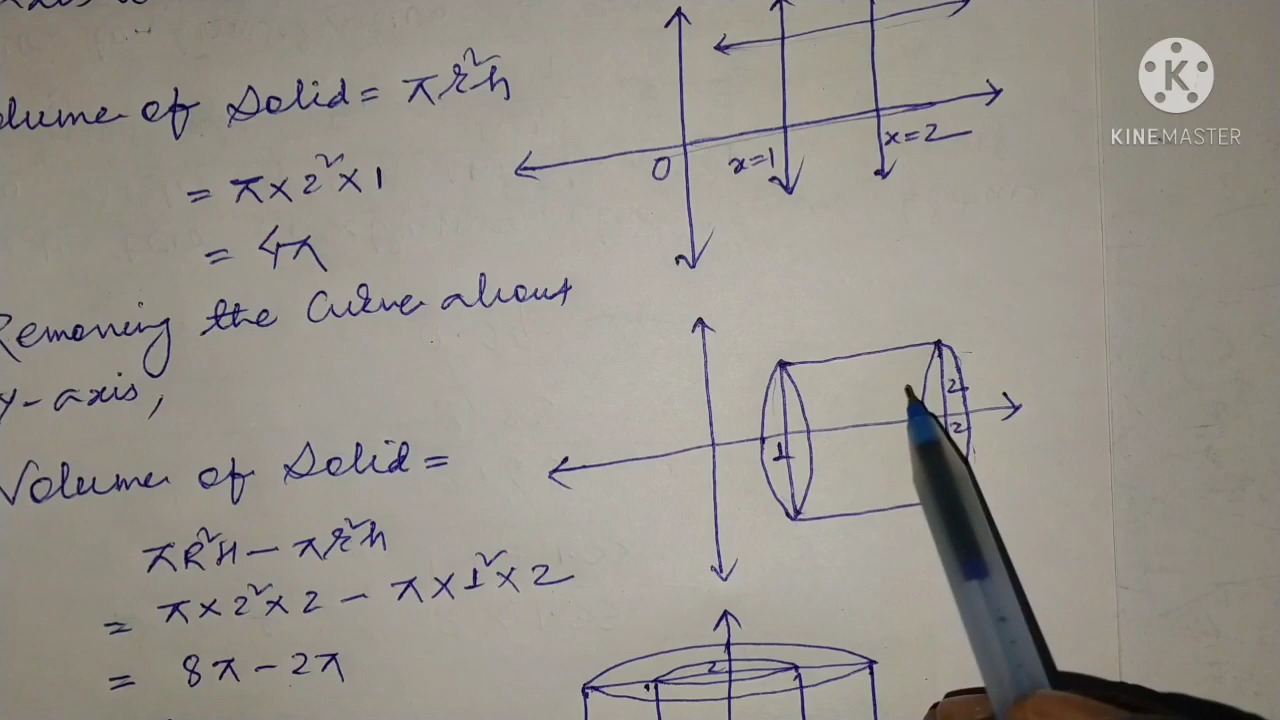 Volume of Solid = πr²h
= π×2²×1
= 4π
Removing the Curve about
y-axis,
Volume of Solid =
πR²H - πr²h
= π×2²×2 - π×1²×2
= 8π - 2π
0
x=1
x=2
1
2
2
2
K
KINEMASTER